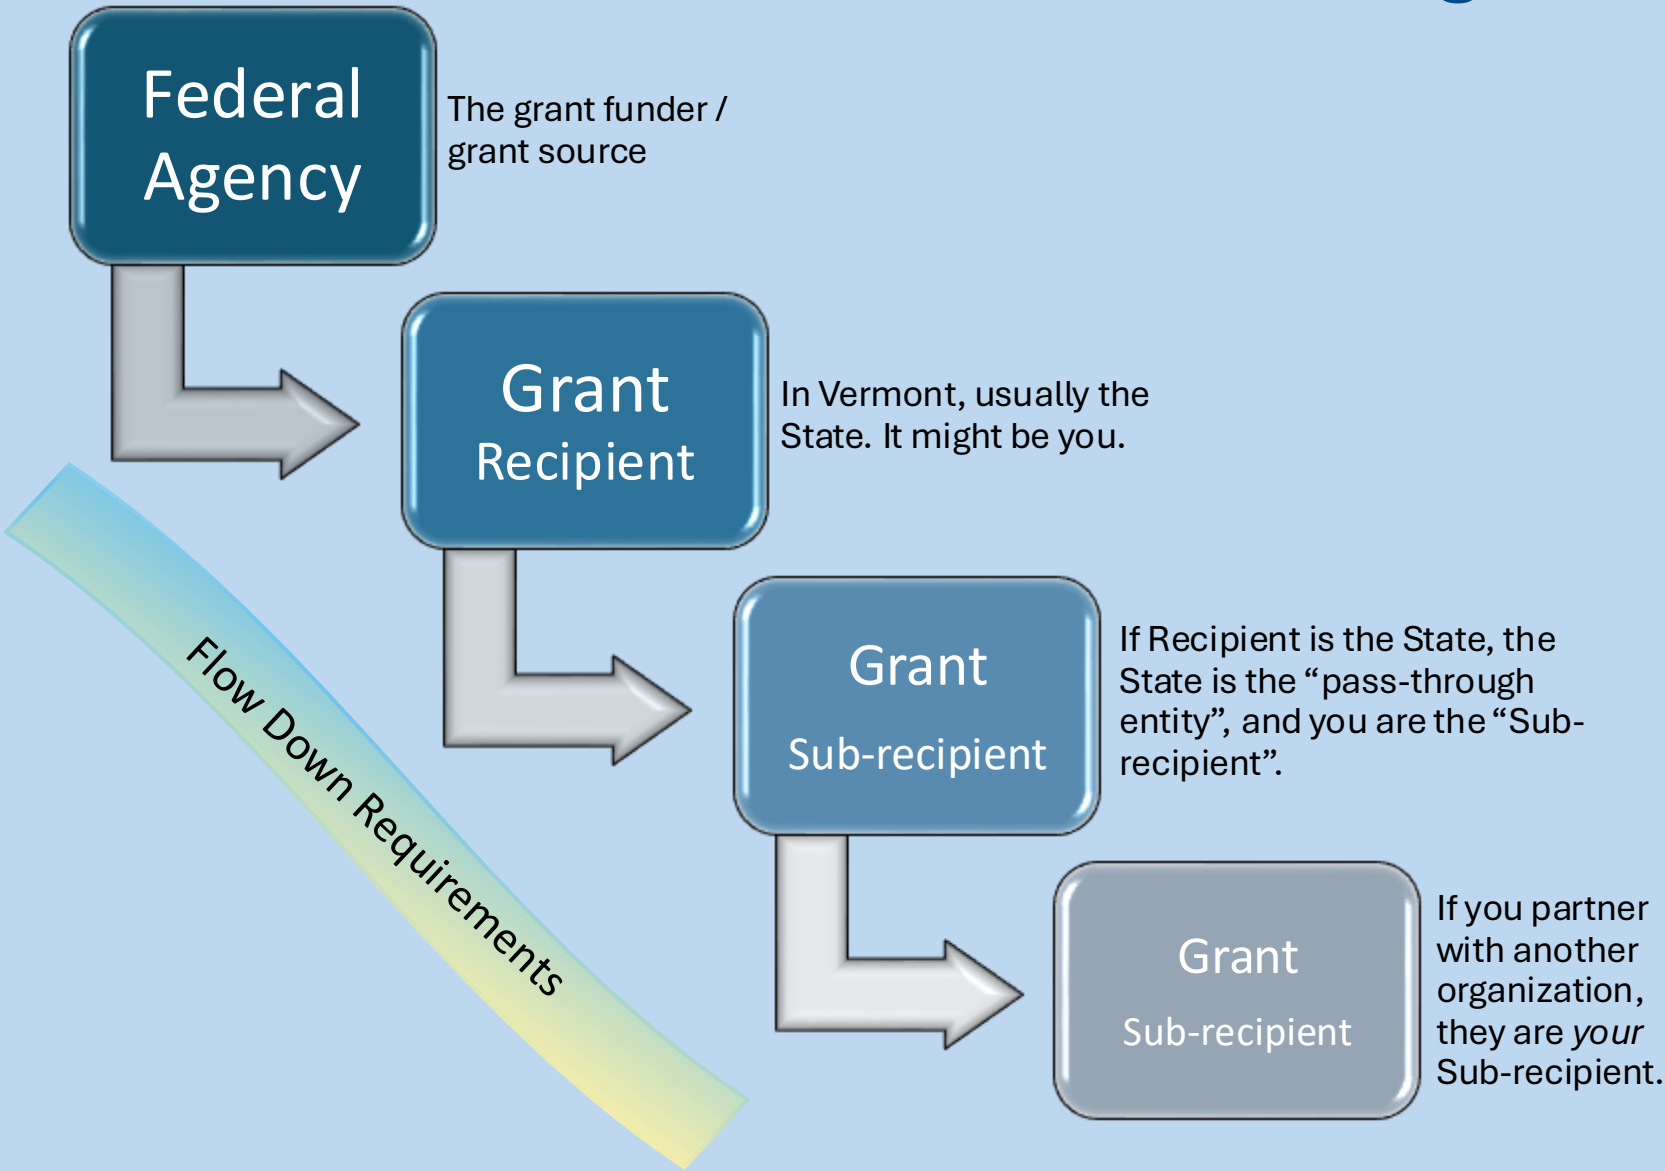 Federal
Agency
The grant funder /
grant source
Grant
Recipient
In Vermont, usually the
State. It might be you.
Grant
Sub-recipient
If Recipient is the State, the
State is the “pass-through
entity”, and you are the “Sub-
recipient”.
Flow Down Requirements
Grant
Sub-recipient
If you partner
with another
organization,
they are your
Sub-recipient.